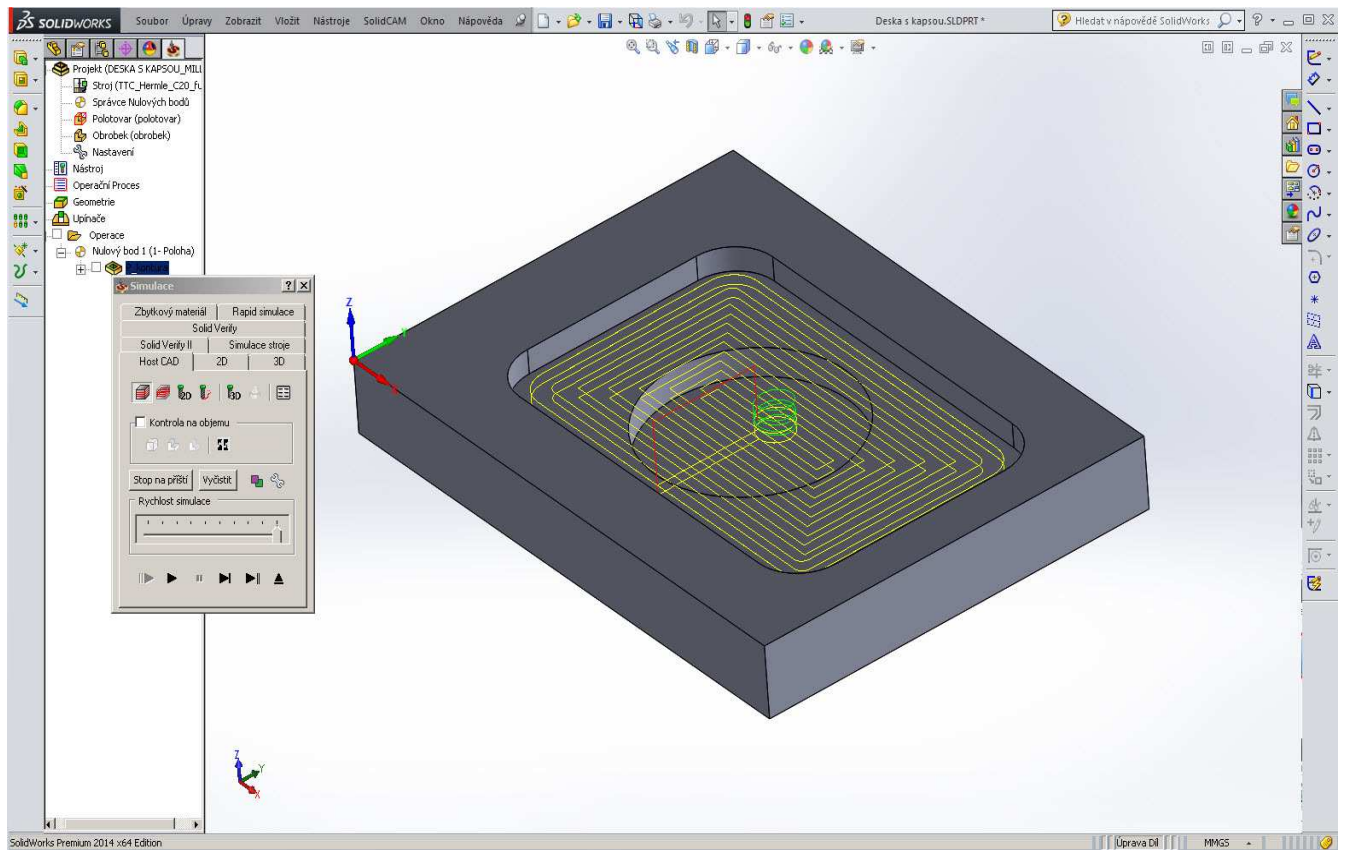 SOLIDWORKS Soubor Úpravy Zobrazit Vložit Nástroje SolidCAM Okno Nápověda Deska s kapsou.SLDPRT * Hledat v nápovědě SolidWorks
Projekt (DESKA S KAPSOU_MILL
Stroj (TTC_Hermle_C20_fu
Správce Nulových bodů
Polotovar (polotovar)
Obrobek (obrobek)
Nastavení
Nástroj
Operační Proces
Geometrie
Upínače
Operace
Nulový bod 1 (1- Poloha)
Simulace
Zbytkový materiál Rapid simulace
Solid Verify
Solid Verify II Simulace stroje
Host CAD 2D 3D
2D 3D
Kontrola na objemu
Stop na příští Vyčistit
Rychlost simulace
Z
Z
Y
X
SolidWorks Premium 2014 x64 Edition Úprava Díl MMGS